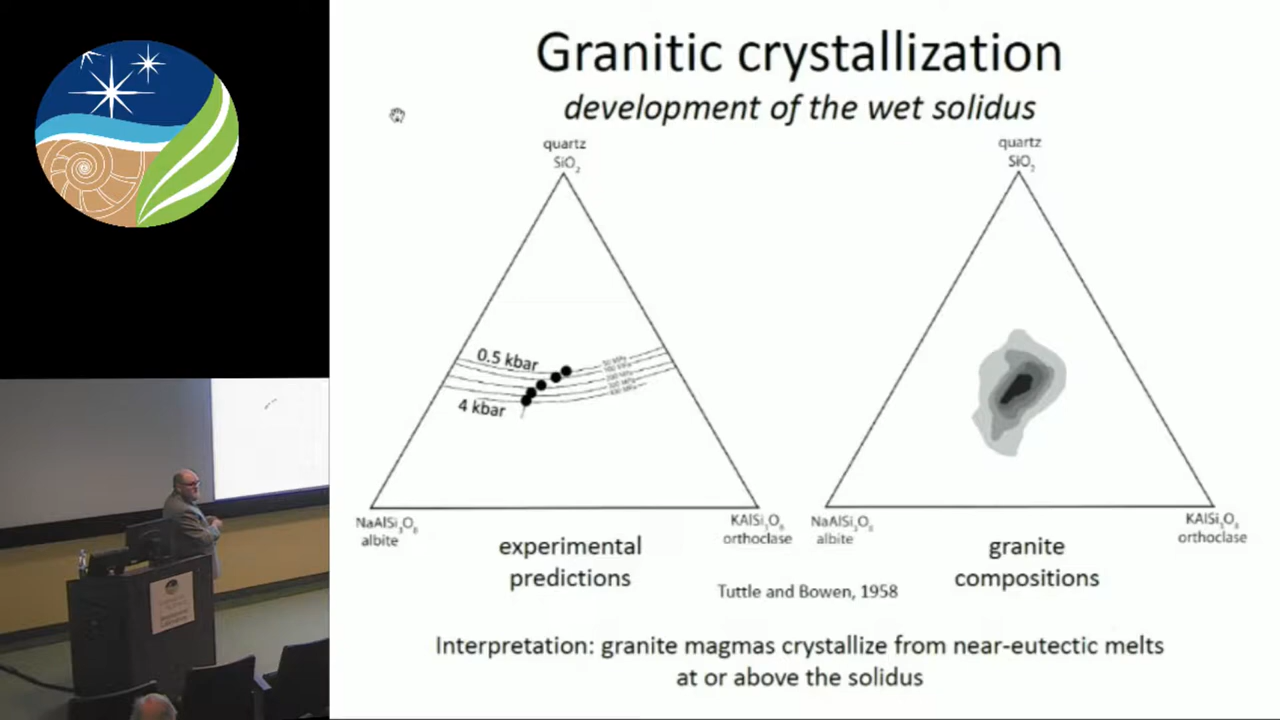 Granitic crystallization
development of the wet solidus
quartz
SiO₂
0.5 kbar
4 kbar
NaAlSi₃O₈
albite
KAlSi₃O₈
orthoclase
experimental
predictions
quartz
SiO₂
NaAlSi₃O₈
albite
KAlSi₃O₈
orthoclase
granite
compositions
Tuttle and Bowen, 1958
Interpretation: granite magmas crystallize from near-eutectic melts
at or above the solidus